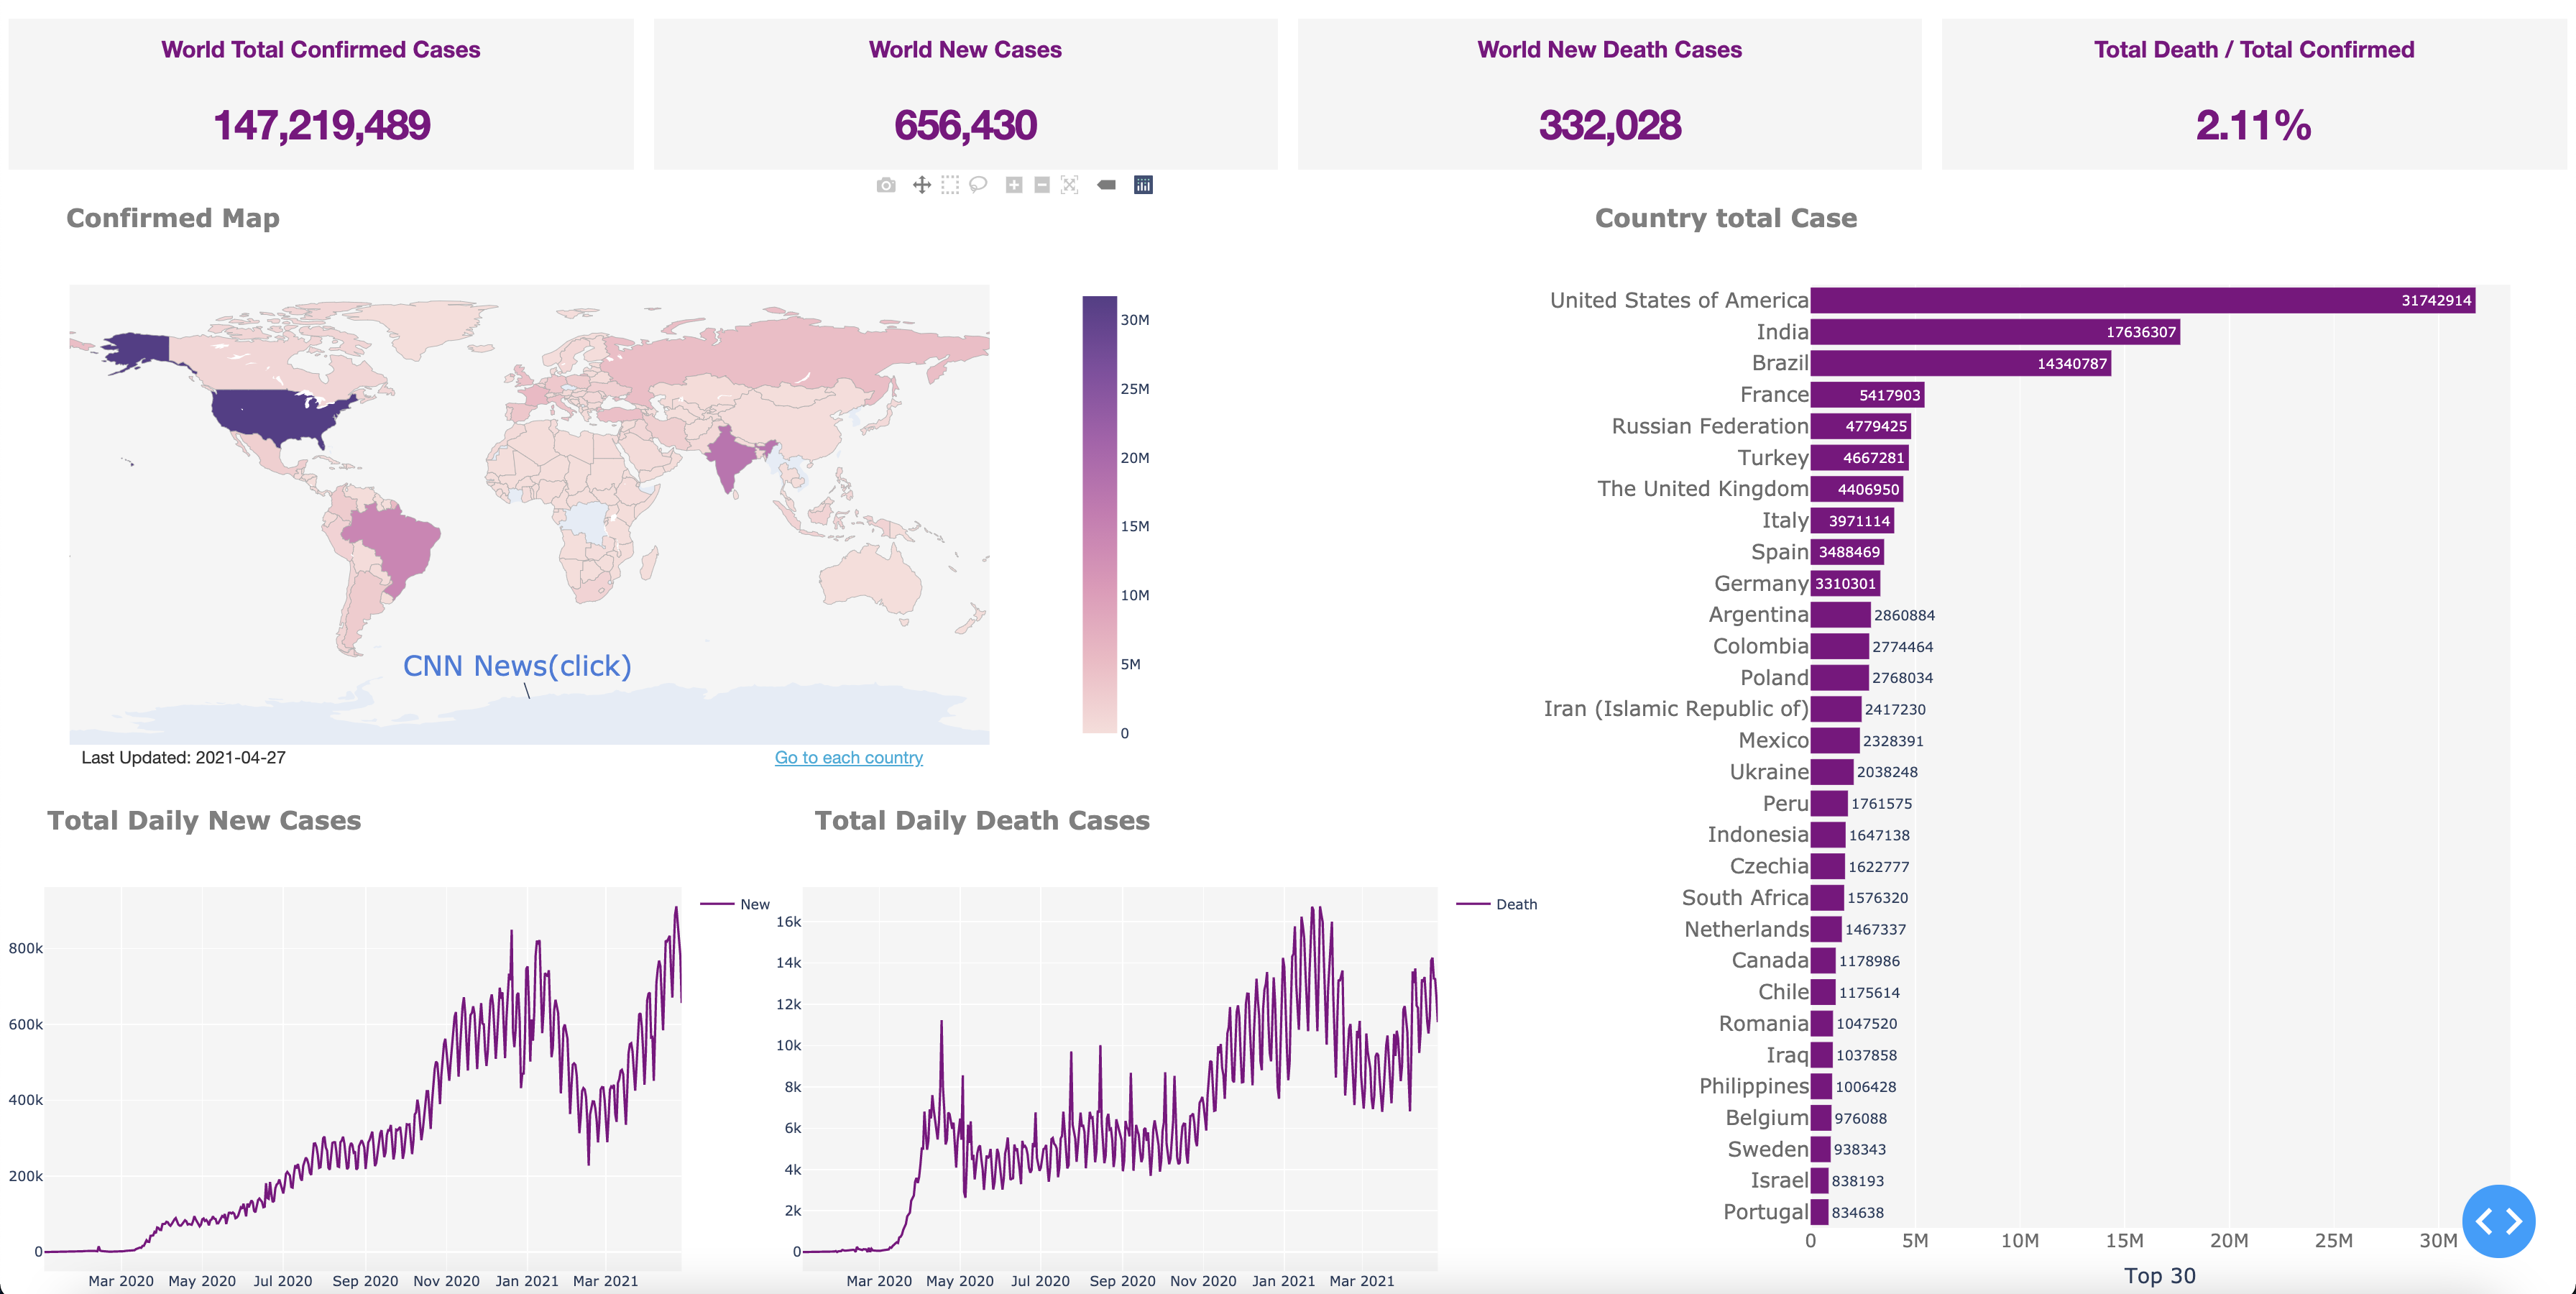 World Total Confirmed Cases
147,219,489
World New Cases
656,430
World New Death Cases
332,028
Total Death / Total Confirmed
2.11%
Confirmed Map
30M
25M
20M
15M
10M
5M
0
CNN News(click)
Last Updated: 2021-04-27
Go to each country
Country total Case
United States of America 31742914
India 17636307
Brazil 14340787
France 5417903
Russian Federation 4779425
Turkey 4667281
The United Kingdom 4406950
Italy 3971114
Spain 3488469
Germany 3310301
Argentina 2860884
Colombia 2774464
Poland 2768034
Iran (Islamic Republic of) 2417230
Mexico 2328391
Ukraine 2038248
Peru 1761575
Indonesia 1647138
Czechia 1622777
South Africa 1576320
Netherlands 1467337
Canada 1178986
Chile 1175614
Romania 1047520
Iraq 1037858
Philippines 1006428
Belgium 976088
Sweden 938343
Israel 838193
Portugal 834638
0 5M 10M 15M 20M 25M 30M
Top 30
Total Daily New Cases
New
800k
600k
400k
200k
0
Mar 2020 May 2020 Jul 2020 Sep 2020 Nov 2020 Jan 2021 Mar 2021
Total Daily Death Cases
Death
16k
14k
12k
10k
8k
6k
4k
2k
0
Mar 2020 May 2020 Jul 2020 Sep 2020 Nov 2020 Jan 2021 Mar 2021